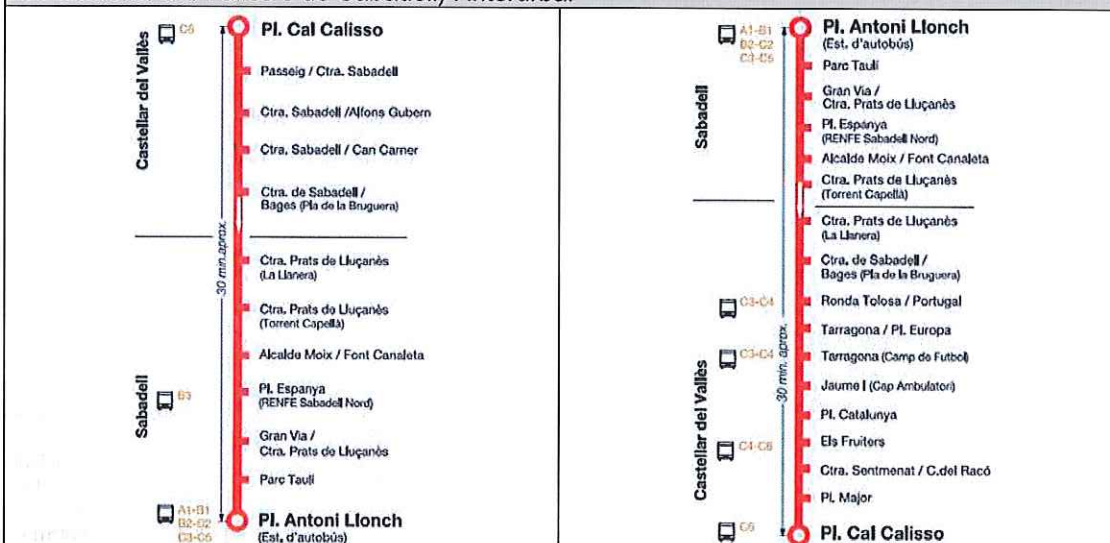 C6
Pl. Cal Calisso
Castellar del Vallès
Passeig / Ctra. Sabadell
Ctra. Sabadell /Alfons Gubern
Ctra. Sabadell / Can Carner
Ctra. de Sabadell /
Bages (Pla de la Bruguera)
30 min.aprox.
Ctra. Prats de Lluçanès
(La Llanera)
Ctra. Prats de Lluçanès
(Torrent Capellà)
Alcalde Moix / Font Canaleta
Sabadell
B3
Pl. Espanya
(RENFE Sabadell Nord)
Gran Via /
Ctra. Prats de Lluçanès
Parc Taulí
A1-B1
B2-C2
C3-C5
Pl. Antoni Llonch
(Est. d'autobús)
A1-B1
B2-C2
C3-C5
Pl. Antoni Llonch
(Est. d'autobús)
Sabadell
Parc Taulí
Gran Via /
Ctra. Prats de Lluçanès
Pl. Espanya
(RENFE Sabadell Nord)
Alcalde Moix / Font Canaleta
Ctra. Prats de Lluçanès
(Torrent Capellà)
Ctra. Prats de Lluçanès
(La Llanera)
Ctra. de Sabadell /
Bages (Pla de la Bruguera)
30 min. aprox.
Castellar del Vallès
C3-C4
Ronda Tolosa / Portugal
Tarragona / Pl. Europa
C3-C4
Tarragona (Camp de Futbol)
Jaume I (Cap Ambulatori)
Pl. Catalunya
C4-C6
Els Fruiters
Ctra. Sentmenat / C.del Racó
Pl. Major
C6
Pl. Cal Calisso